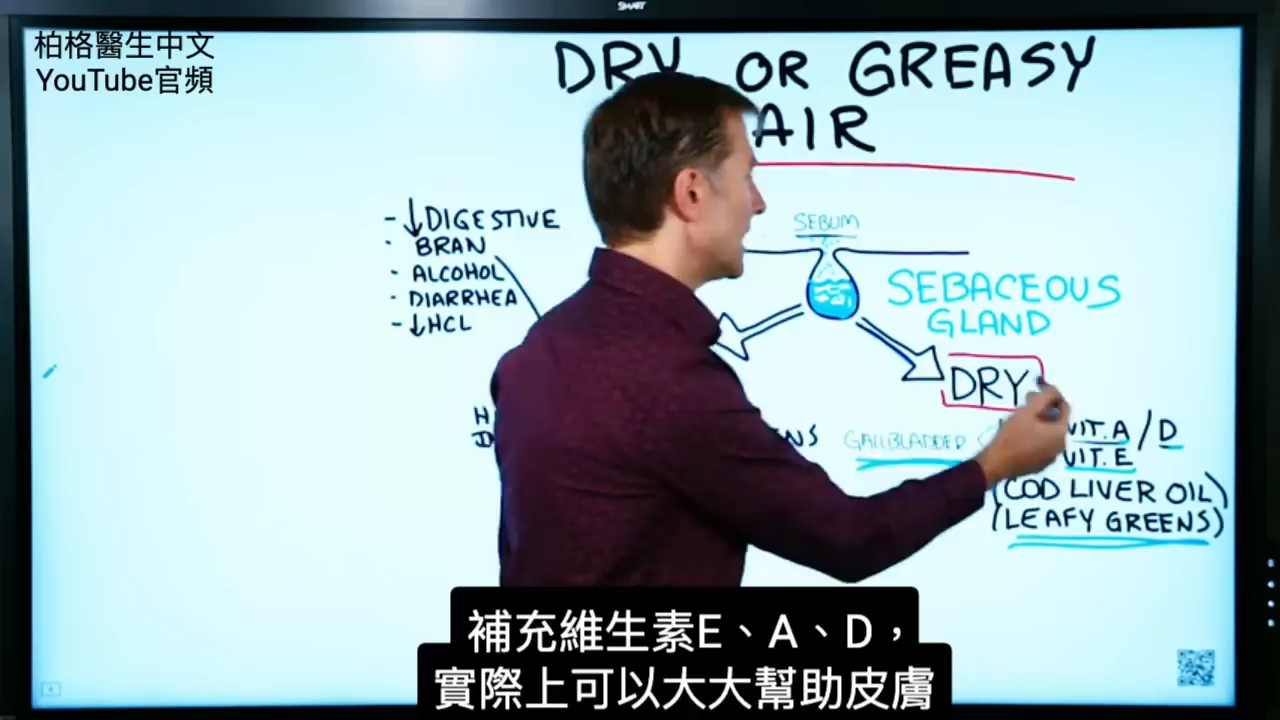 SMART
柏格醫生中文
YouTube官頻
DRY OR GREASY
AIR
SEBUM
- ↓DIGESTIVE
· BRAN
· ALCOHOL
· DIARRHEA
- ↓HCL
SEBACEOUS
GLAND
DRY
GALLBLADDER
VIT. A / D
VIT. E
(COD LIVER OIL)
(LEAFY GREENS)
補充維生素E、A、D，
實際上可以大大幫助皮膚